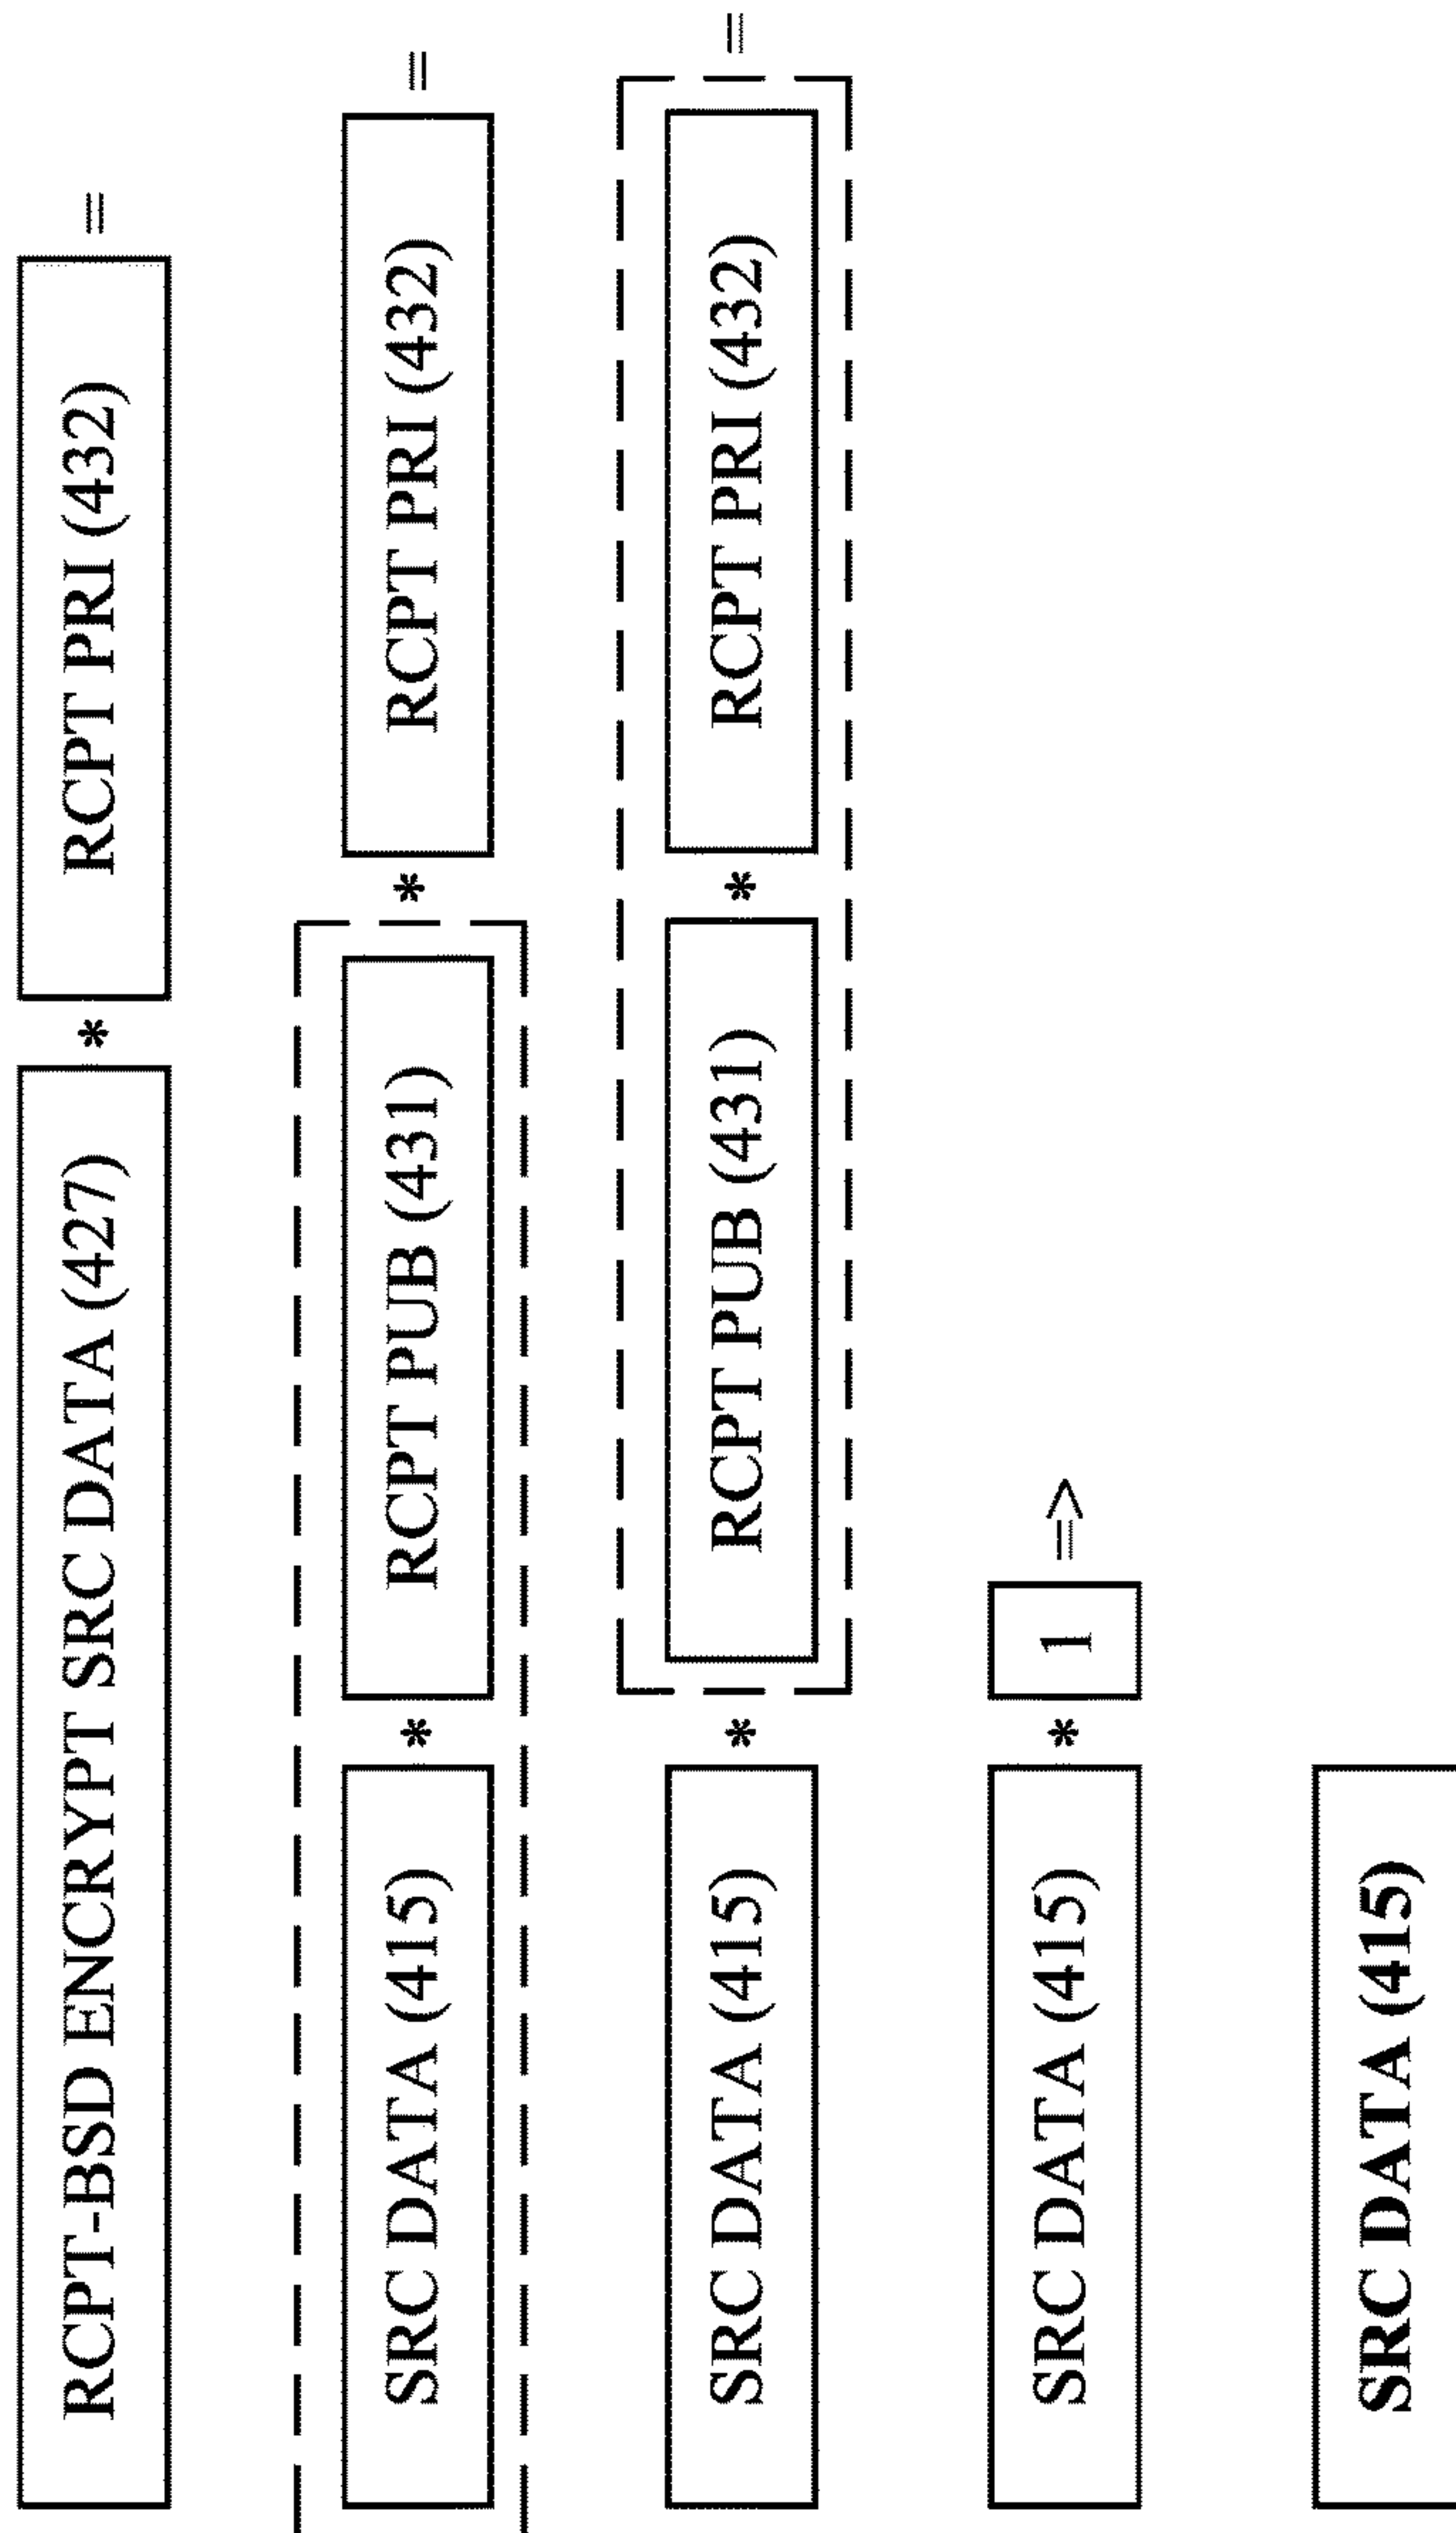 RCPT-BSD ENCRYPT SRC DATA (427) * RCPT PRI (432) =
SRC DATA (415) * RCPT PUB (431) * RCPT PRI (432) =
SRC DATA (415) * RCPT PUB (431) * RCPT PRI (432) =
SRC DATA (415) * 1 =>
SRC DATA (415)